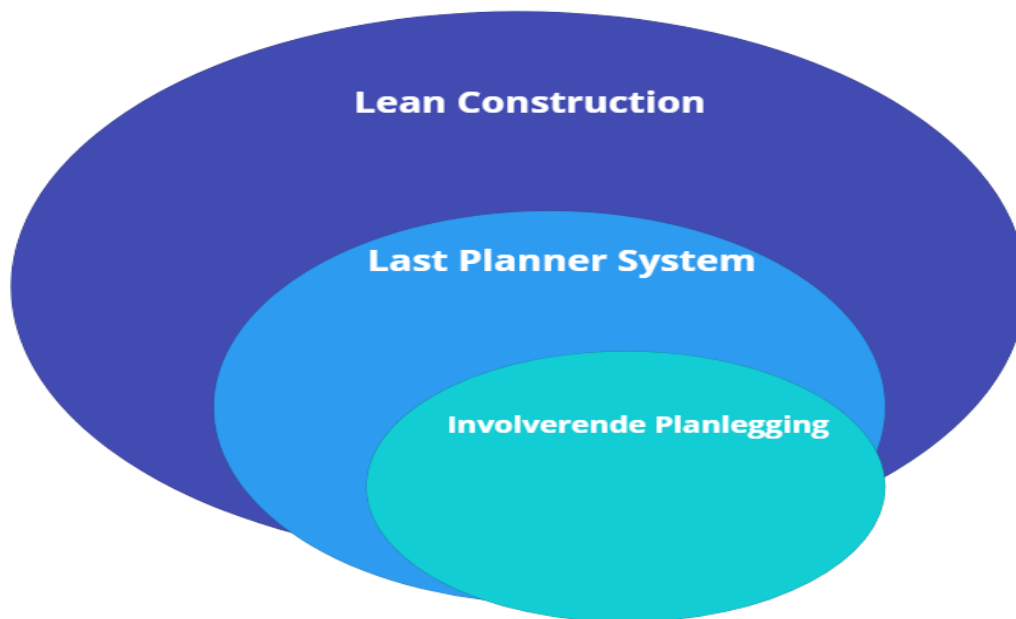 Lean Construction
Last Planner System
Involverende Planlegging